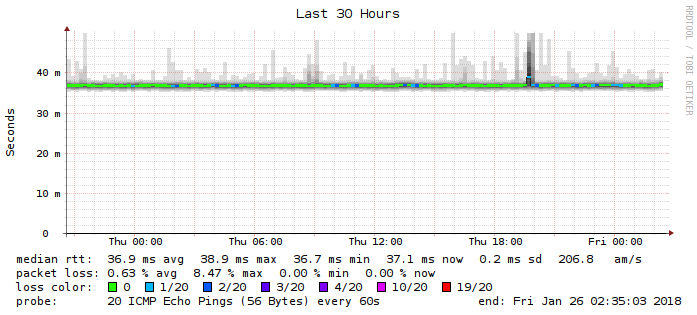 Last 30 Hours
RRDTOOL / TOBI OETIKER
Seconds
40 m
30 m
20 m
10 m
0
Thu 00:00 Thu 06:00 Thu 12:00 Thu 18:00 Fri 00:00
median rtt: 36.9 ms avg 38.9 ms max 36.7 ms min 37.1 ms now 0.2 ms sd 206.8 am/s
packet loss: 0.63 % avg 8.47 % max 0.00 % min 0.00 % now
loss color: 0 1/20 2/20 3/20 4/20 10/20 19/20
probe: 20 ICMP Echo Pings (56 Bytes) every 60s end: Fri Jan 26 02:35:03 2018